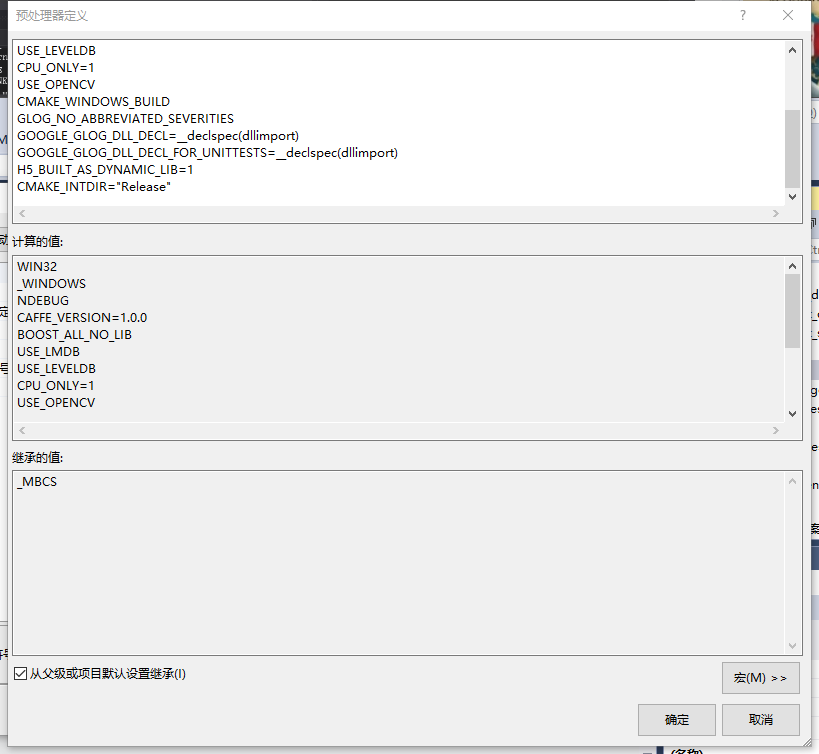 预处理器定义
USE_LEVELDB
CPU_ONLY=1
USE_OPENCV
CMAKE_WINDOWS_BUILD
GLOG_NO_ABBREVIATED_SEVERITIES
GOOGLE_GLOG_DLL_DECL=__declspec(dllimport)
GOOGLE_GLOG_DLL_DECL_FOR_UNITTESTS=__declspec(dllimport)
H5_BUILT_AS_DYNAMIC_LIB=1
CMAKE_INTDIR="Release"
计算的值:
WIN32
_WINDOWS
NDEBUG
CAFFE_VERSION=1.0.0
BOOST_ALL_NO_LIB
USE_LMDB
USE_LEVELDB
CPU_ONLY=1
USE_OPENCV
继承的值:
_MBCS
从父级或项目默认设置继承(I)
宏(M) >>
确定
取消